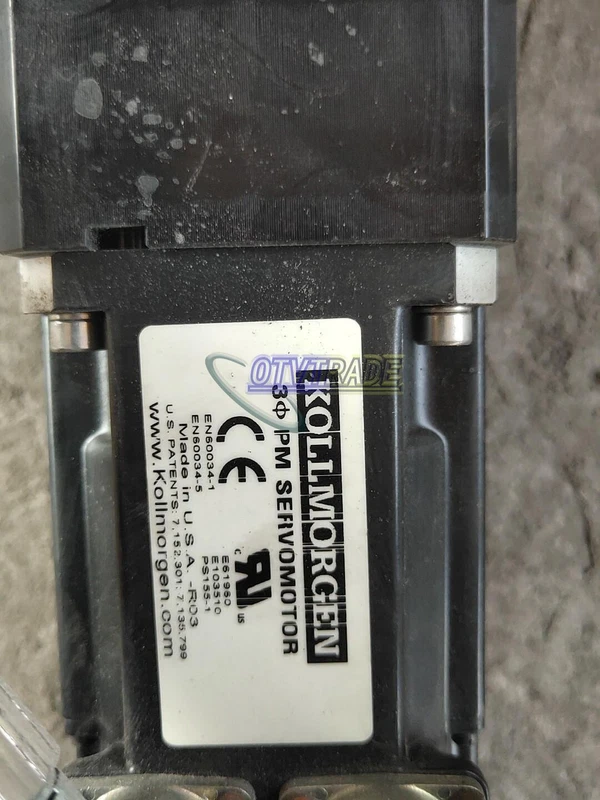 KOLLMORGEN
3Φ PM SERVOMOTOR
CE
EN60034-1
EN60034-5
c RU US
E61960
E103510
PS155-1
Made in U.S.A. -R03
U.S. PATENTS: 7,152,301; 7,135,799
www.Kollmorgen.com
OTVTRADE